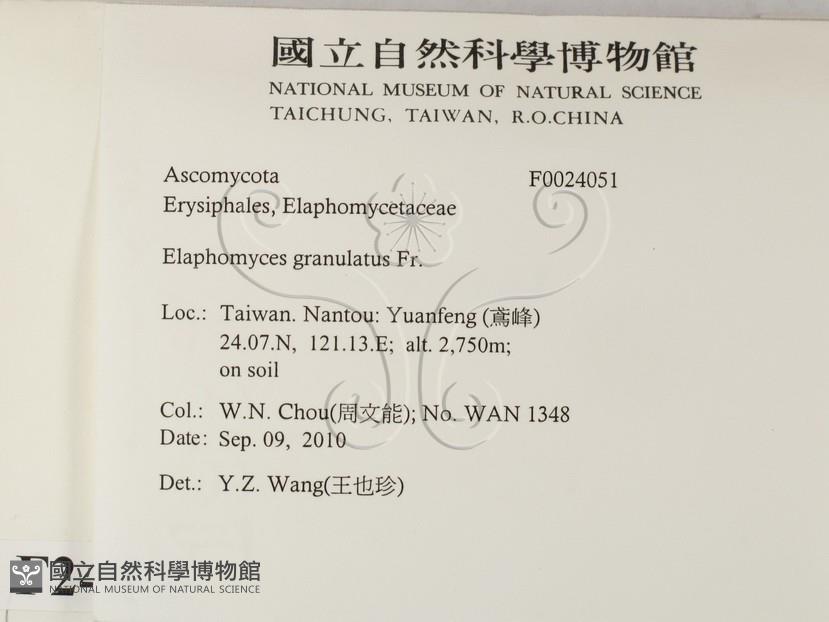 國立自然科學博物館
NATIONAL MUSEUM OF NATURAL SCIENCE
TAICHUNG, TAIWAN, R.O.CHINA
Ascomycota F0024051
Erysiphales, Elaphomycetaceae
Elaphomyces granulatus Fr.
Loc.: Taiwan. Nantou: Yuanfeng (鳶峰)
24.07.N, 121.13.E; alt. 2,750m;
on soil
Col.: W.N. Chou(周文能); No. WAN 1348
Date: Sep. 09, 2010
Det.: Y.Z. Wang(王也珍)
F2-
國立自然科學博物館
NATIONAL MUSEUM OF NATURAL SCIENCE